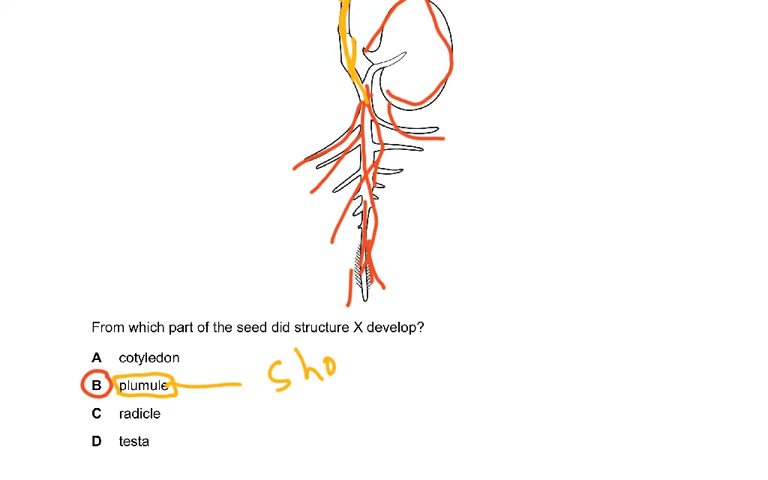 From which part of the seed did structure X develop?
A cotyledon
B plumule sho
C radicle
D testa